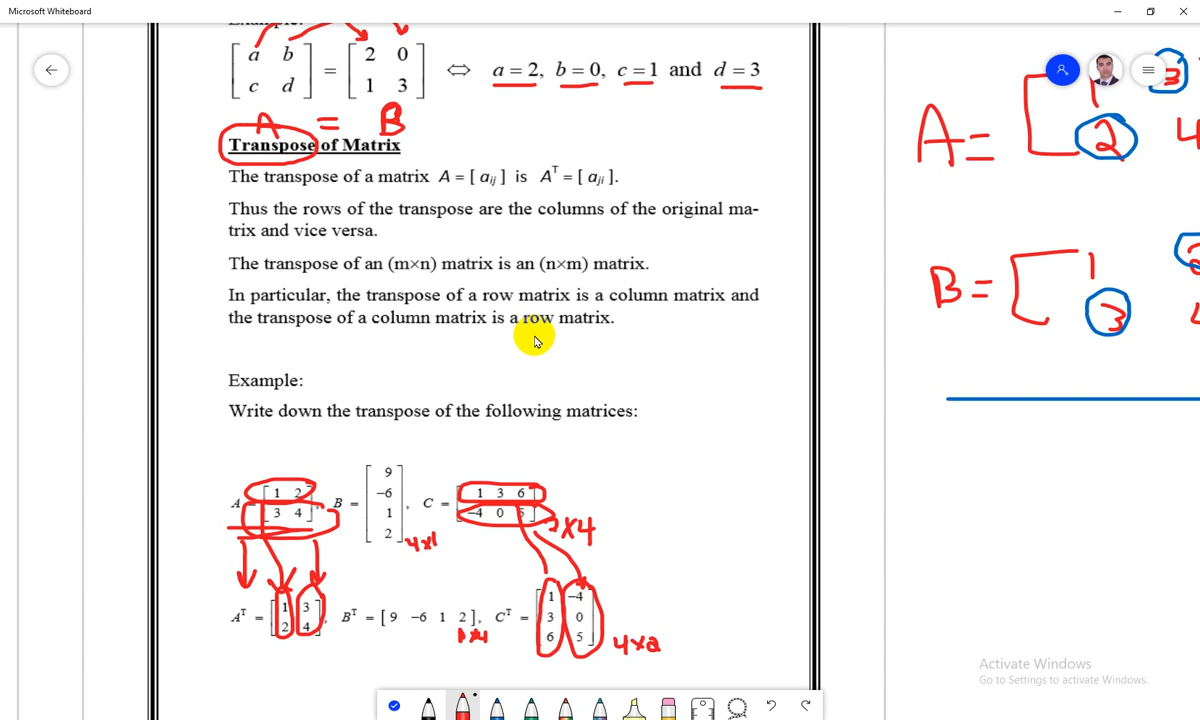 Microsoft Whiteboard
[ a b ] = [ 2 0 ] ⇔ a = 2, b = 0, c = 1 and d = 3
[ c d ] [ 1 3 ]
A = B
Transpose of Matrix
The transpose of a matrix A = [ aij ] is Aᵀ = [ aji ].
Thus the rows of the transpose are the columns of the original ma-
trix and vice versa.
The transpose of an (m×n) matrix is an (n×m) matrix.
In particular, the transpose of a row matrix is a column matrix and
the transpose of a column matrix is a row matrix.
Example:
Write down the transpose of the following matrices:
A [ 1 2 ] , B = [ 9 ] , C = [ 1 3 6 ]
[ 3 4 ] [ -6 ] [ -4 0 5 ]
[ 1 ]
[ 2 ]
4x1
x4
Aᵀ = [ 1 3 ] , Bᵀ = [ 9 -6 1 2 ], Cᵀ = [ 1 -4 ]
[ 2 4 ] [ 3 0 ]
[ 6 5 ]
1x4
4x2
A = [ 1 3
2 4
B = [ 1 2
3
Activate Windows
Go to Settings to activate Windows.